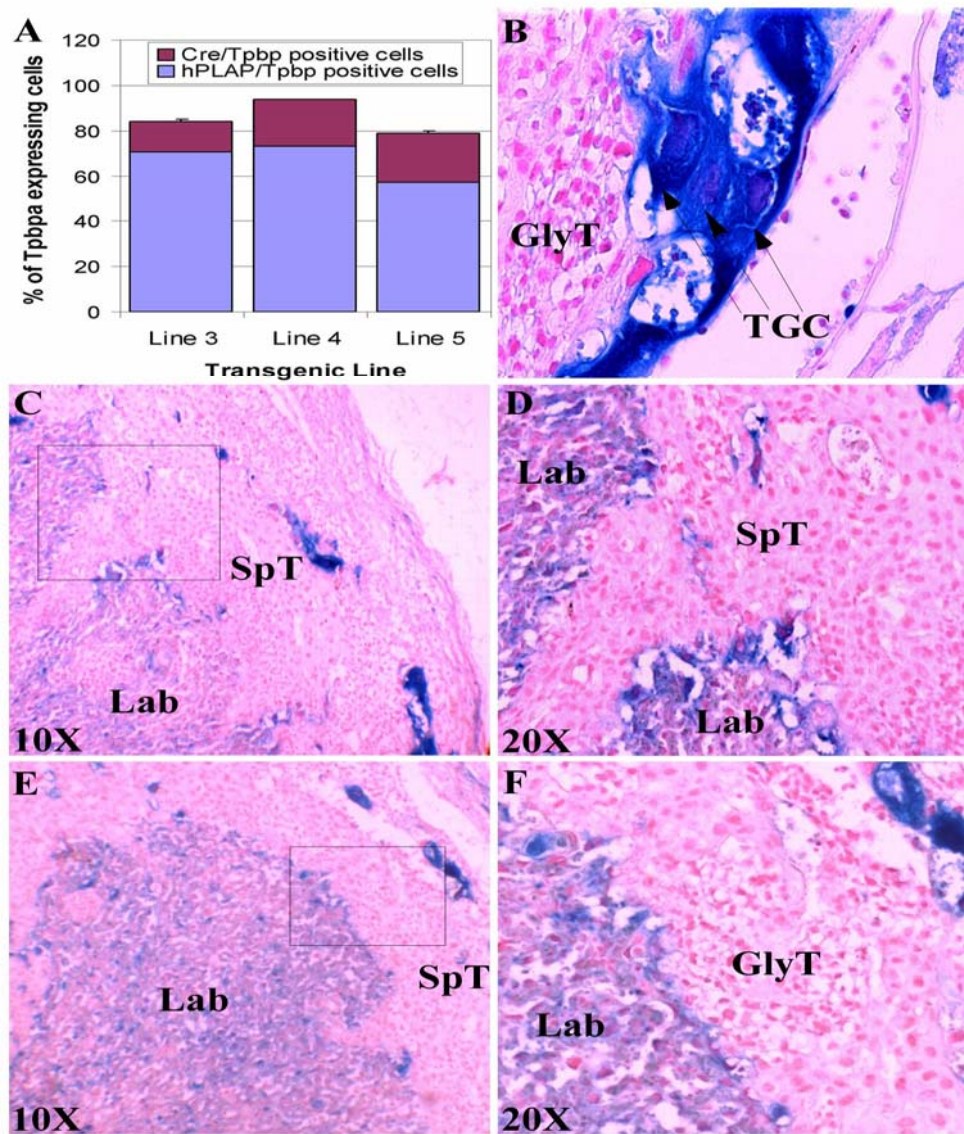 A
120
100
80
60
40
20
0
% of Tpbpa expressing cells
Cre/Tpbp positive cells
hPLAP/Tpbp positive cells
Line 3 Line 4 Line 5
Transgenic Line
B
GlyT
TGC
C
SpT
Lab
10X
D
Lab
SpT
Lab
20X
E
Lab
SpT
10X
F
GlyT
Lab
20X